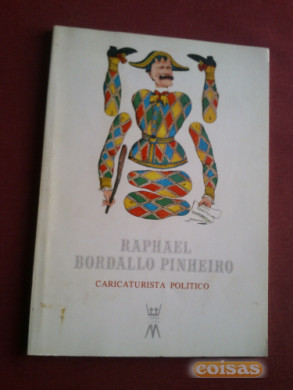 RAPHAEL
BORDALLO PINHEIRO
CARICATURISTA POLITICO
M
coisas